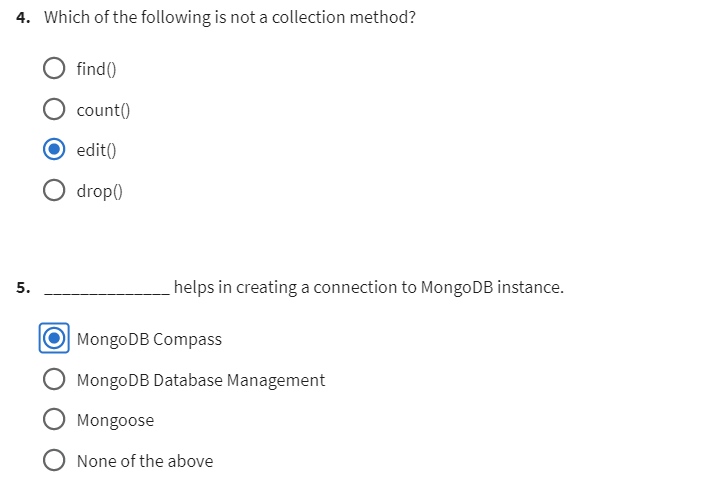 4. Which of the following is not a collection method?
find()
count()
edit()
drop()
5. ______________ helps in creating a connection to MongoDB instance.
MongoDB Compass
MongoDB Database Management
Mongoose
None of the above